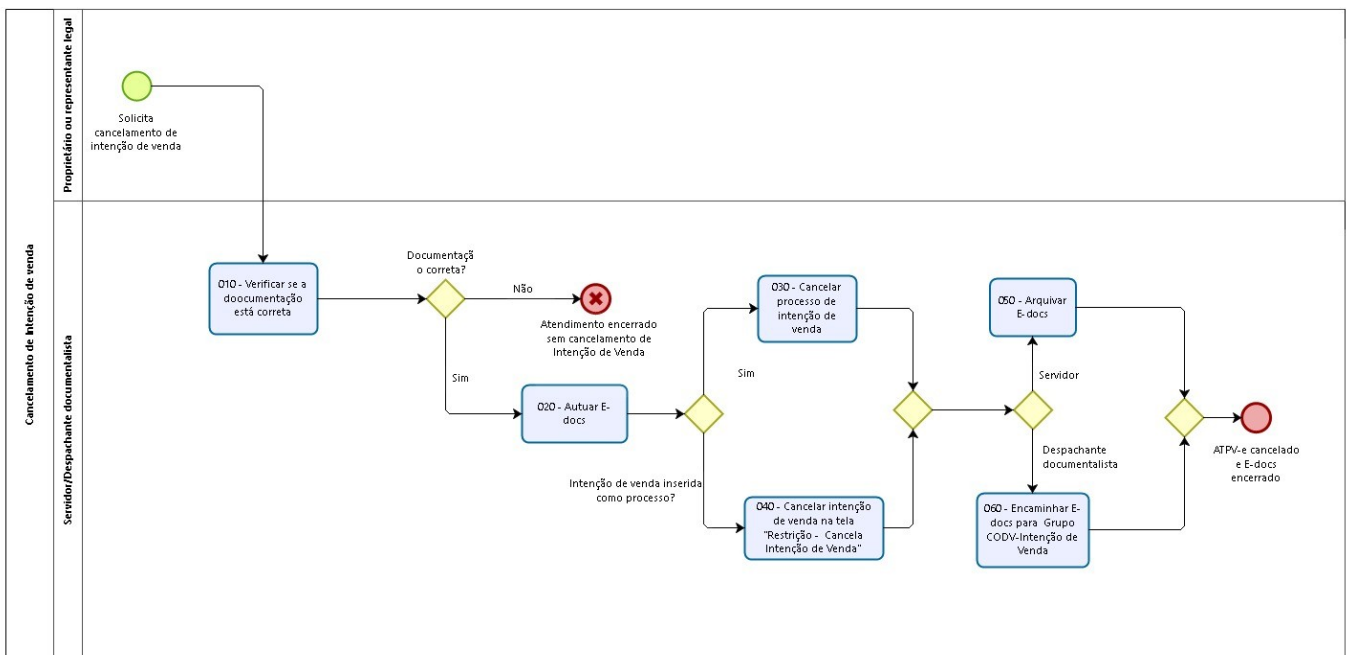 Cancelamento de Intenção de venda
Proprietário ou representante legal
Solicita
cancelamento de
intenção de venda
Servidor/Despachante documentalista
010 - Verificar se a
doocumentação
está correta
Documentaçã
o correta?
Não
Atendimento encerrado
sem cancelamento de
Intenção de Venda
Sim
020 - Autuar E-
docs
Intenção de venda inserida
como processo?
Sim
030 - Cancelar
processo de
intenção de
venda
040 - Cancelar intenção
de venda na tela
"Restrição - Cancela
Intenção de Venda"
050 - Arquivar
E-docs
Servidor
Despachante
documentalista
060 - Encaminhar E-
docs para Grupo
CODV-Intenção de
Venda
ATPV-e cancelado
e E-docs
encerrado